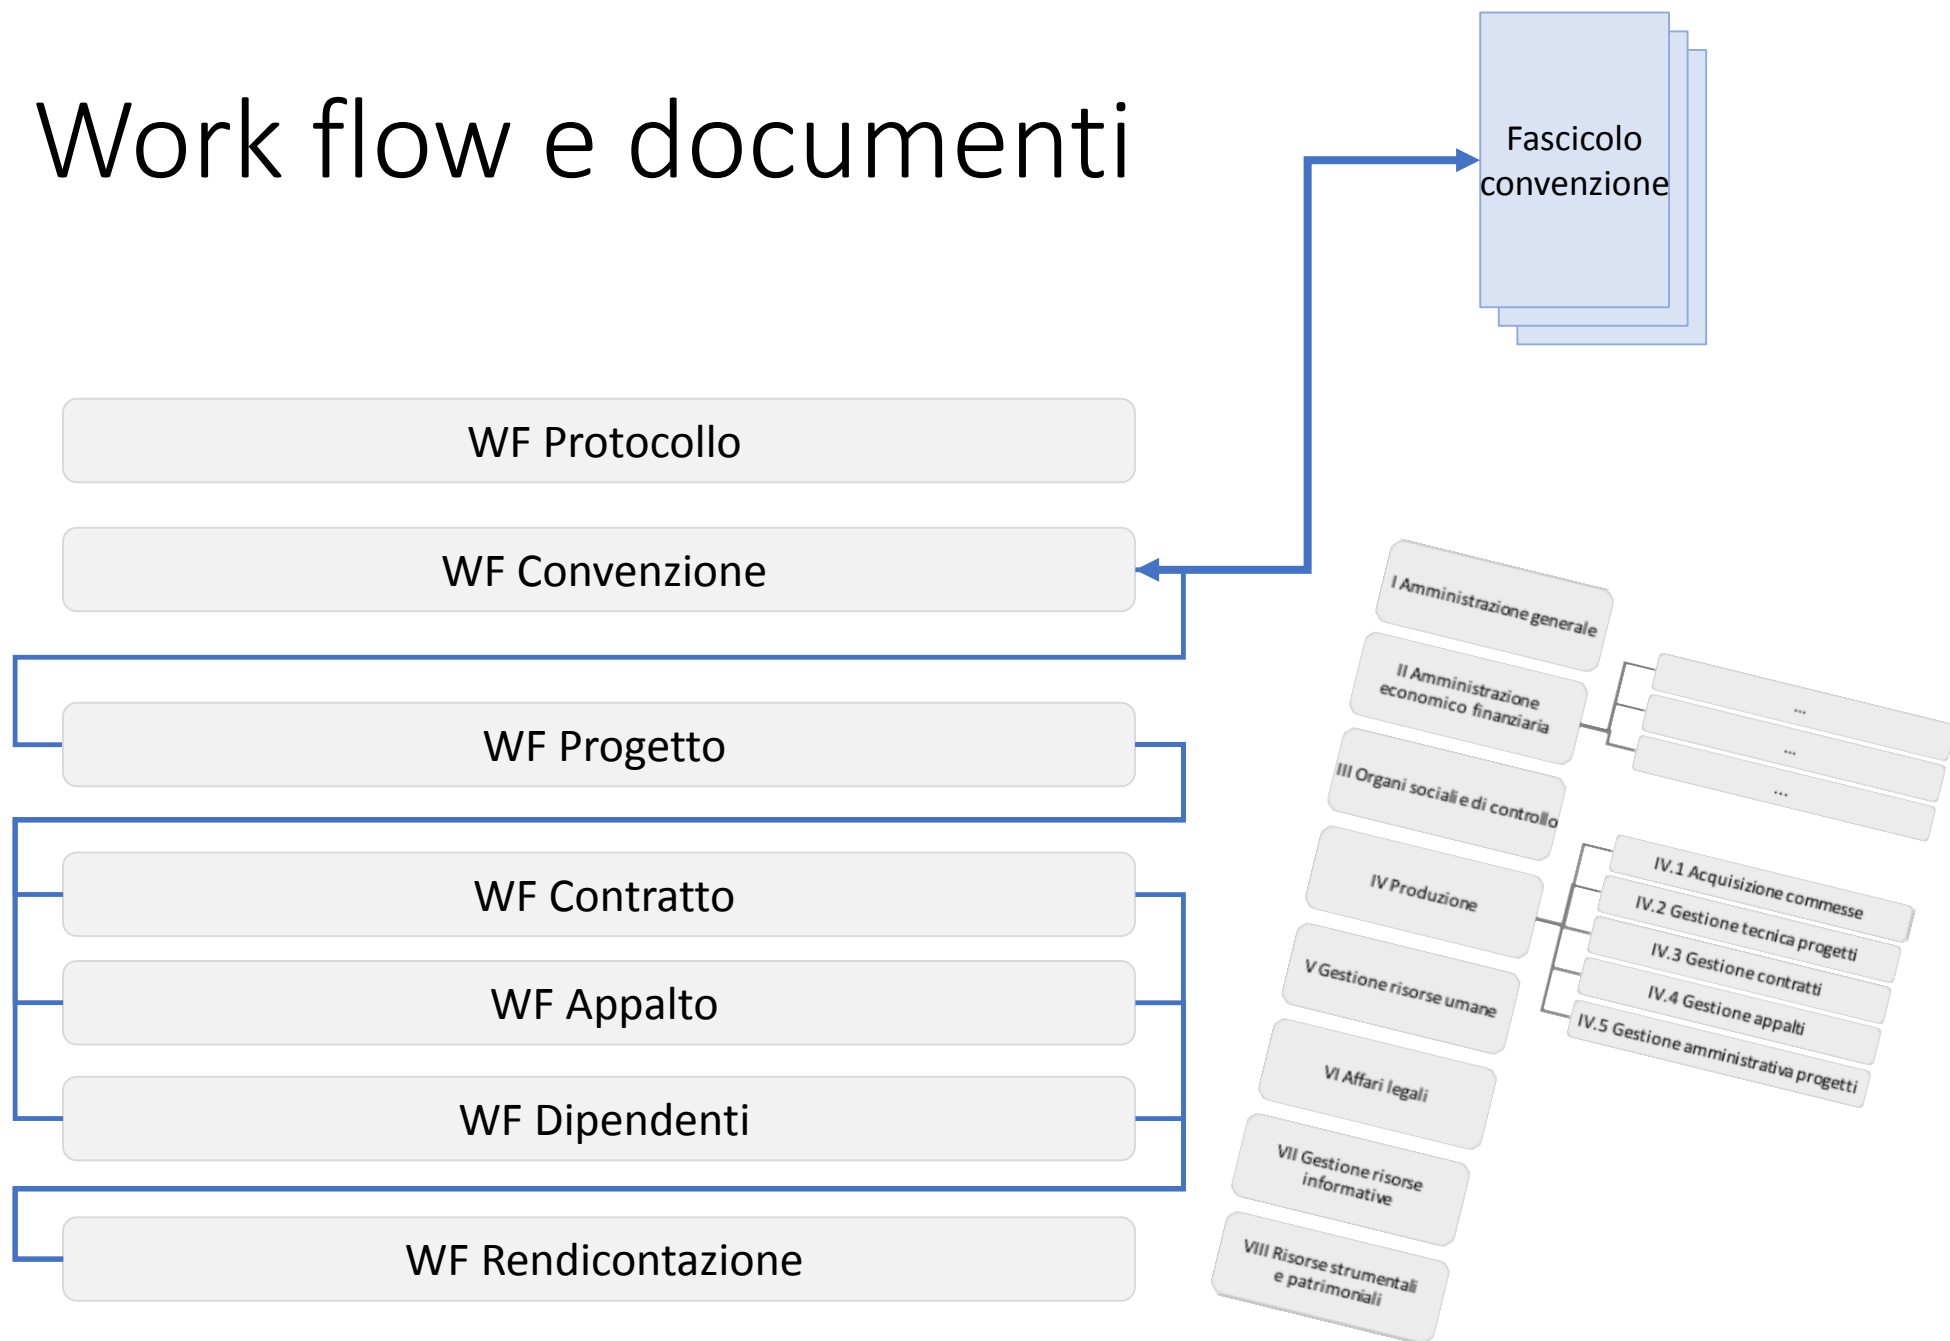 Work flow e documenti
Fascicolo
convenzione
WF Protocollo
WF Convenzione
WF Progetto
WF Contratto
WF Appalto
WF Dipendenti
WF Rendicontazione
I Amministrazione generale
II Amministrazione
economico finanziaria
...
...
...
III Organi sociali e di controllo
IV Produzione
IV.1 Acquisizione commesse
IV.2 Gestione tecnica progetti
IV.3 Gestione contratti
IV.4 Gestione appalti
IV.5 Gestione amministrativa progetti
V Gestione risorse umane
VI Affari legali
VII Gestione risorse
informative
VIII Risorse strumentali
e patrimoniali